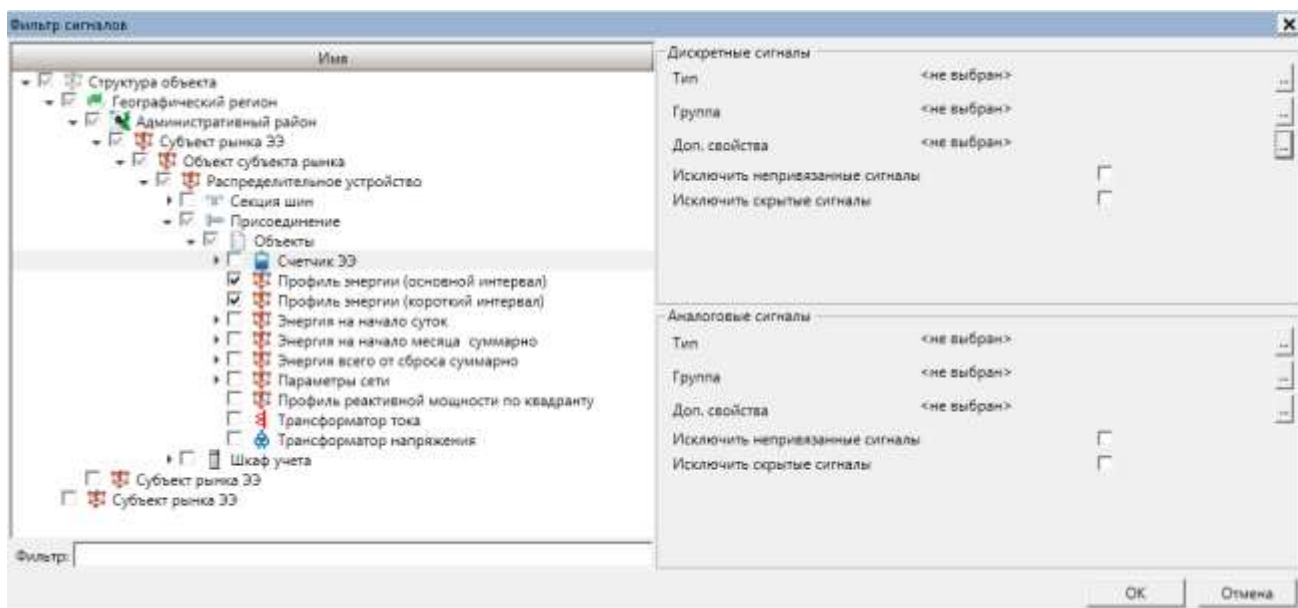 Фильтр сигналов
Имя
Структура объекта
Географический регион
Административный район
Субъект рынка ЭЭ
Объект субъекта рынка
Распределительное устройство
Секция шин
Присоединение
Объекты
Счетчик ЭЭ
Профиль энергии (основной интервал)
Профиль энергии (короткий интервал)
Энергия на начало суток
Энергия на начало месяца суммарно
Энергия всего от сброса суммарно
Параметры сети
Профиль реактивной мощности по квадранту
Трансформатор тока
Трансформатор напряжения
Шкаф учета
Субъект рынка ЭЭ
Субъект рынка ЭЭ
Фильтр:
Дискретные сигналы
Тип <не выбран> ...
Группа <не выбран> ...
Доп. свойства <не выбран> ...
Исключить непривязанные сигналы
Исключить скрытые сигналы
Аналоговые сигналы
Тип <не выбран> ...
Группа <не выбран> ...
Доп. свойства <не выбран> ...
Исключить непривязанные сигналы
Исключить скрытые сигналы
OK Отмена